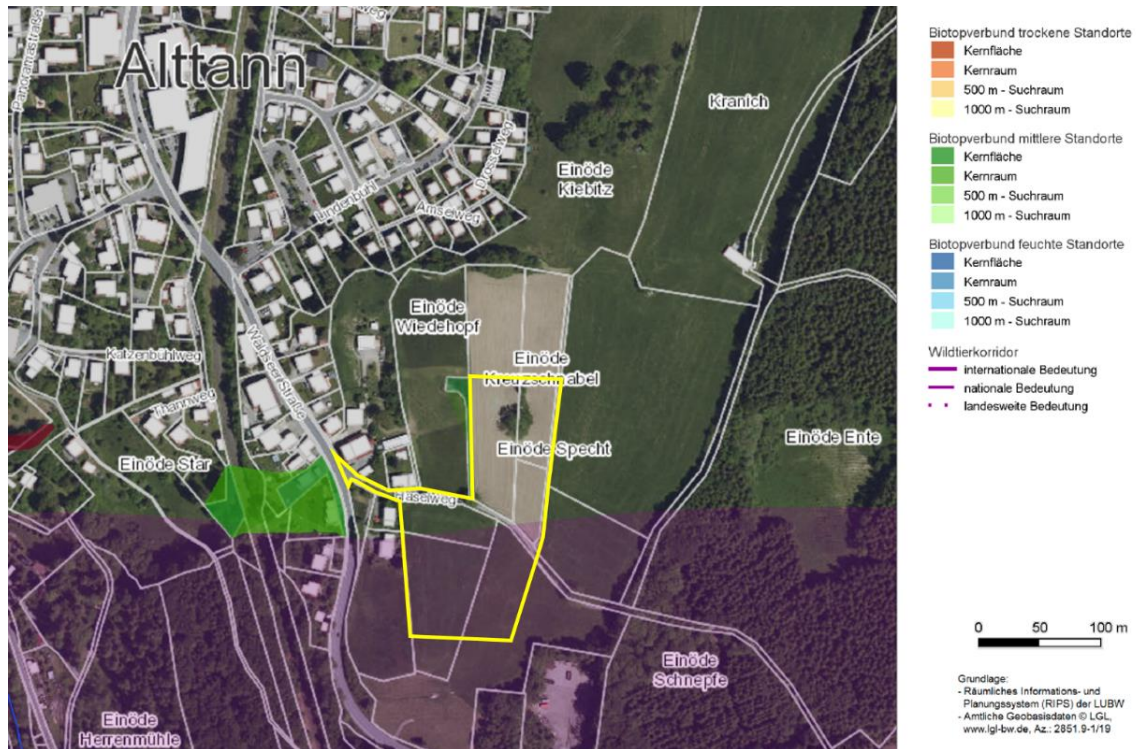 Alttann
Panoramastraße
Kranich
Einöde
Kiebitz
Drosselweg
Lindenbühl
Amselweg
Einöde
Wiedehopf
Waldseer Straße
Katzenbühlweg
Einöde
Kreuzschnabel
Thannweg
Einöde Star
Einöde Specht
Einöde Ente
Haselweg
Einöde
Schnepfe
Einöde
Herrenmühle
Biotopverbund trockene Standorte
Kernfläche
Kernraum
500 m - Suchraum
1000 m - Suchraum
Biotopverbund mittlere Standorte
Kernfläche
Kernraum
500 m - Suchraum
1000 m - Suchraum
Biotopverbund feuchte Standorte
Kernfläche
Kernraum
500 m - Suchraum
1000 m - Suchraum
Wildtierkorridor
internationale Bedeutung
nationale Bedeutung
landesweite Bedeutung
0 50 100 m
Grundlage:
- Räumliches Informations- und
Planungssystem (RIPS) der LUBW
- Amtliche Geobasisdaten © LGL,
www.lgl-bw.de, Az.: 2851.9-1/19